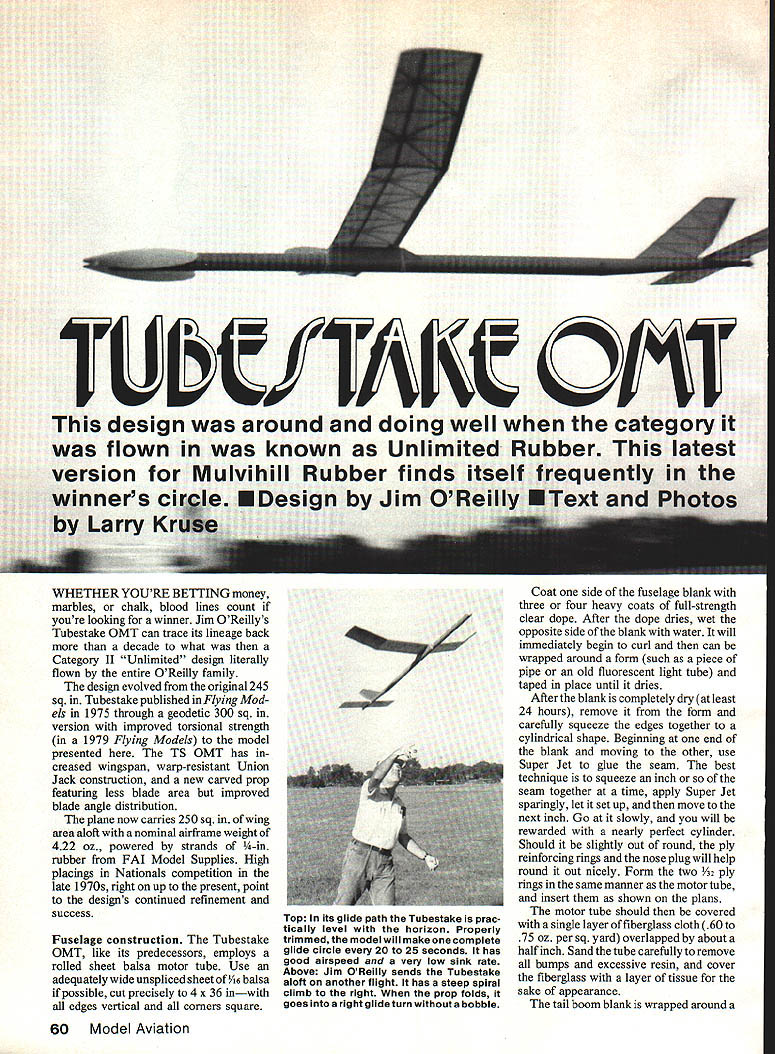 TUBESTAKE OMT
This design was around and doing well when the category it
was flown in was known as Unlimited Rubber. This latest
version for Mulvihill Rubber finds itself frequently in the
winner's circle. ■Design by Jim O'Reilly ■Text and Photos
by Larry Kruse
WHETHER YOU'RE BETTING money,
marbles, or chalk, blood lines count if
you're looking for a winner. Jim O'Reilly's
Tubestake OMT can trace its lineage back
more than a decade to what was then a
Category II "Unlimited" design literally
flown by the entire O'Reilly family.
The design evolved from the original 245
sq. in. Tubestake published in Flying Mod-
els in 1975 through a geodetic 300 sq. in.
version with improved torsional strength
(in a 1979 Flying Models) to the model
presented here. The TS OMT has in-
creased wingspan, warp-resistant Union
Jack construction, and a new carved prop
featuring less blade area but improved
blade angle distribution.
The plane now carries 250 sq. in. of wing
area aloft with a nominal airframe weight of
4.22 oz., powered by strands of ¼-in.
rubber from FAI Model Supplies. High
placings in Nationals competition in the
late 1970s, right on up to the present, point
to the design's continued refinement and
success.
Fuselage construction. The Tubestake
OMT, like its predecessors, employs a
rolled sheet balsa motor tube. Use an
adequately wide unspliced sheet of 1/16 balsa
if possible, cut precisely to 4 x 36 in—with
all edges vertical and all corners square.
Top: In its glide path the Tubestake is prac-
tically level with the horizon. Properly
trimmed, the model will make one complete
glide circle every 20 to 25 seconds. It has
good airspeed and a very low sink rate.
Above: Jim O'Reilly sends the Tubestake
aloft on another flight. It has a steep spiral
climb to the right. When the prop folds, it
goes into a right glide turn without a bobble.
Coat one side of the fuselage blank with
three or four heavy coats of full-strength
clear dope. After the dope dries, wet the
opposite side of the blank with water. It will
immediately begin to curl and then can be
wrapped around a form (such as a piece of
pipe or an old fluorescent light tube) and
taped in place until it dries.
After the blank is completely dry (at least
24 hours), remove it from the form and
carefully squeeze the edges together to a
cylindrical shape. Beginning at one end of
the blank and moving to the other, use
Super Jet to glue the seam. The best
technique is to squeeze an inch or so of the
seam together at a time, apply Super Jet
sparingly, let it set up, and then move to the
next inch. Go at it slowly, and you will be
rewarded with a nearly perfect cylinder.
Should it be slightly out of round, the ply
reinforcing rings and the nose plug will help
round it out nicely. Form the two 1/32 ply
rings in the same manner as the motor tube,
and insert them as shown on the plans.
The motor tube should then be covered
with a single layer of fiberglass cloth (.60 to
.75 oz. per sq. yard) overlapped by about a
half inch. Sand the tube carefully to remove
all bumps and excessive resin, and cover
the fiberglass with a layer of tissue for the
sake of appearance.
The tail boom blank is wrapped around a
60 Model Aviation